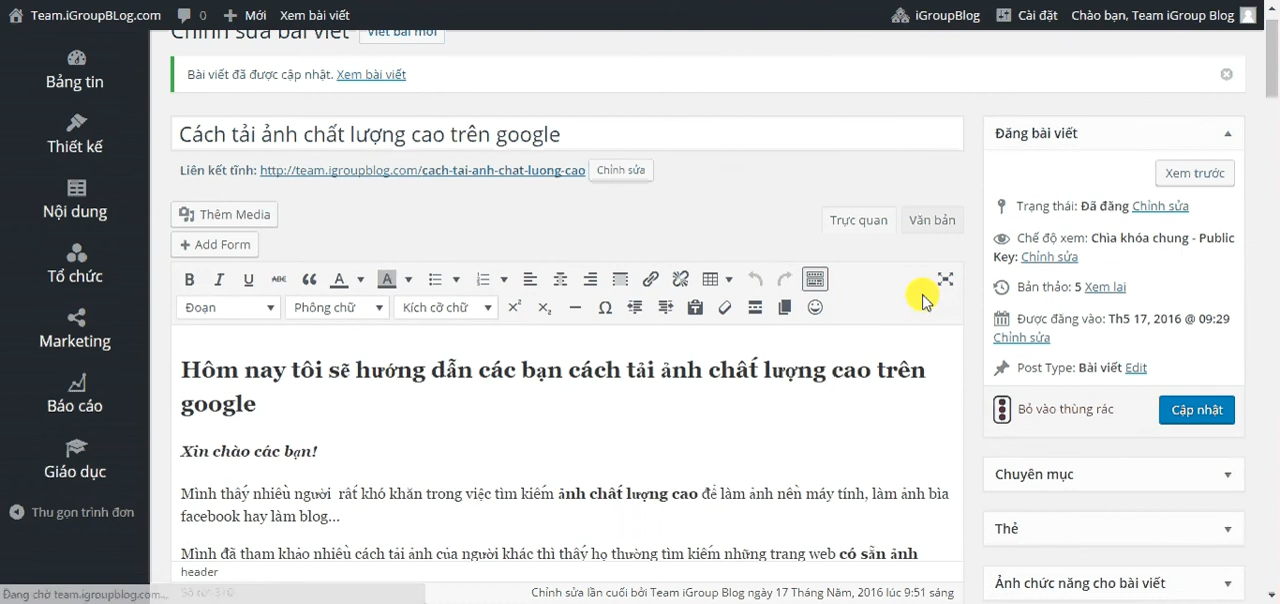 Team.iGroupBLog.com 0 Mới Xem bài viết iGroupBlog Cài đặt Chào bạn, Team iGroup Blog
Chỉnh sửa bài viết Viết bài mới
Bảng tin
Thiết kế
Nội dung
Tổ chức
Marketing
Báo cáo
Giáo dục
Thu gọn trình đơn
Bài viết đã được cập nhật. Xem bài viết
Cách tải ảnh chất lượng cao trên google
Liên kết tĩnh: http://team.igroupblog.com/cach-tai-anh-chat-luong-cao Chỉnh sửa
Thêm Media
Add Form
Trực quan Văn bản
B I U ABC A A
Đoạn Phông chữ Kích cỡ chữ
Hôm nay tôi sẽ hướng dẫn các bạn cách tải ảnh chất lượng cao trên
google
Xin chào các bạn!
Mình thấy nhiều người rất khó khăn trong việc tìm kiếm ảnh chất lượng cao để làm ảnh nền máy tính, làm ảnh bìa
facebook hay làm blog...
Mình đã tham khảo nhiều cách tải ảnh của người khác thì thấy họ thường tìm kiếm những trang web có sẵn ảnh
header
Chỉnh sửa lần cuối bởi Team iGroup Blog ngày 17 Tháng Năm, 2016 lúc 9:51 sáng
Đang chờ team.igroupblog.com...
Đăng bài viết
Xem trước
Trạng thái: Đã đăng Chỉnh sửa
Chế độ xem: Chìa khóa chung - Public
Key: Chỉnh sửa
Bản thảo: 5 Xem lại
Được đăng vào: Th5 17, 2016 @ 09:29
Chỉnh sửa
Post Type: Bài viết Edit
Bỏ vào thùng rác Cập nhật
Chuyên mục
Thẻ
Ảnh chức năng cho bài viết